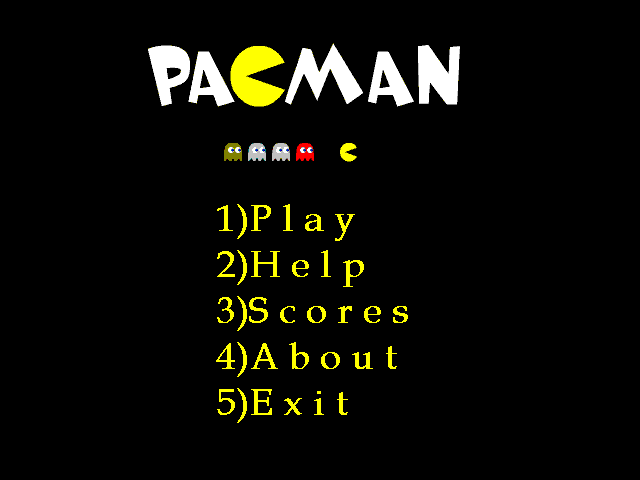 PACMAN
1)Play
2)Help
3)Scores
4)About
5)Exit